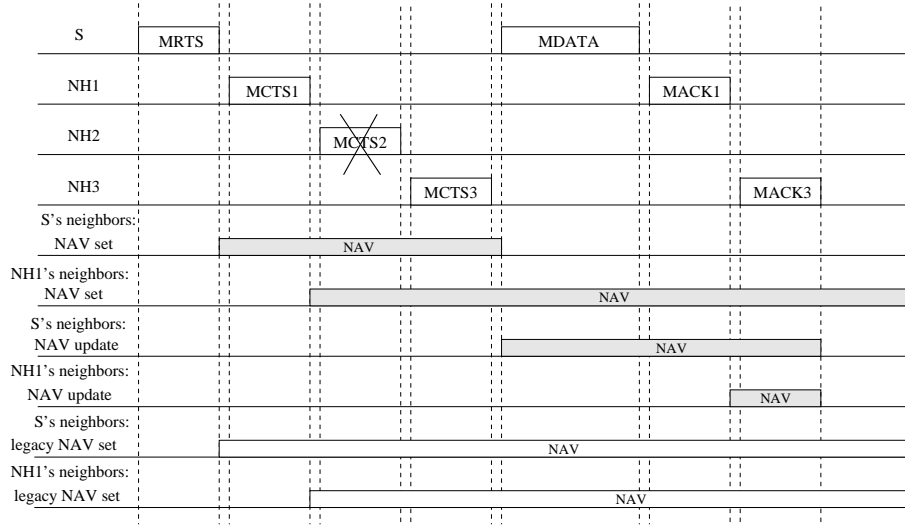 S MRTS MDATA
NH1 MCTS1 MACK1
NH2 MCTS2
NH3 MCTS3 MACK3
S's neighbors:
NAV set NAV
NH1's neighbors:
NAV set NAV
S's neighbors:
NAV update NAV
NH1's neighbors:
NAV update NAV
S's neighbors:
legacy NAV set NAV
NH1's neighbors:
legacy NAV set NAV